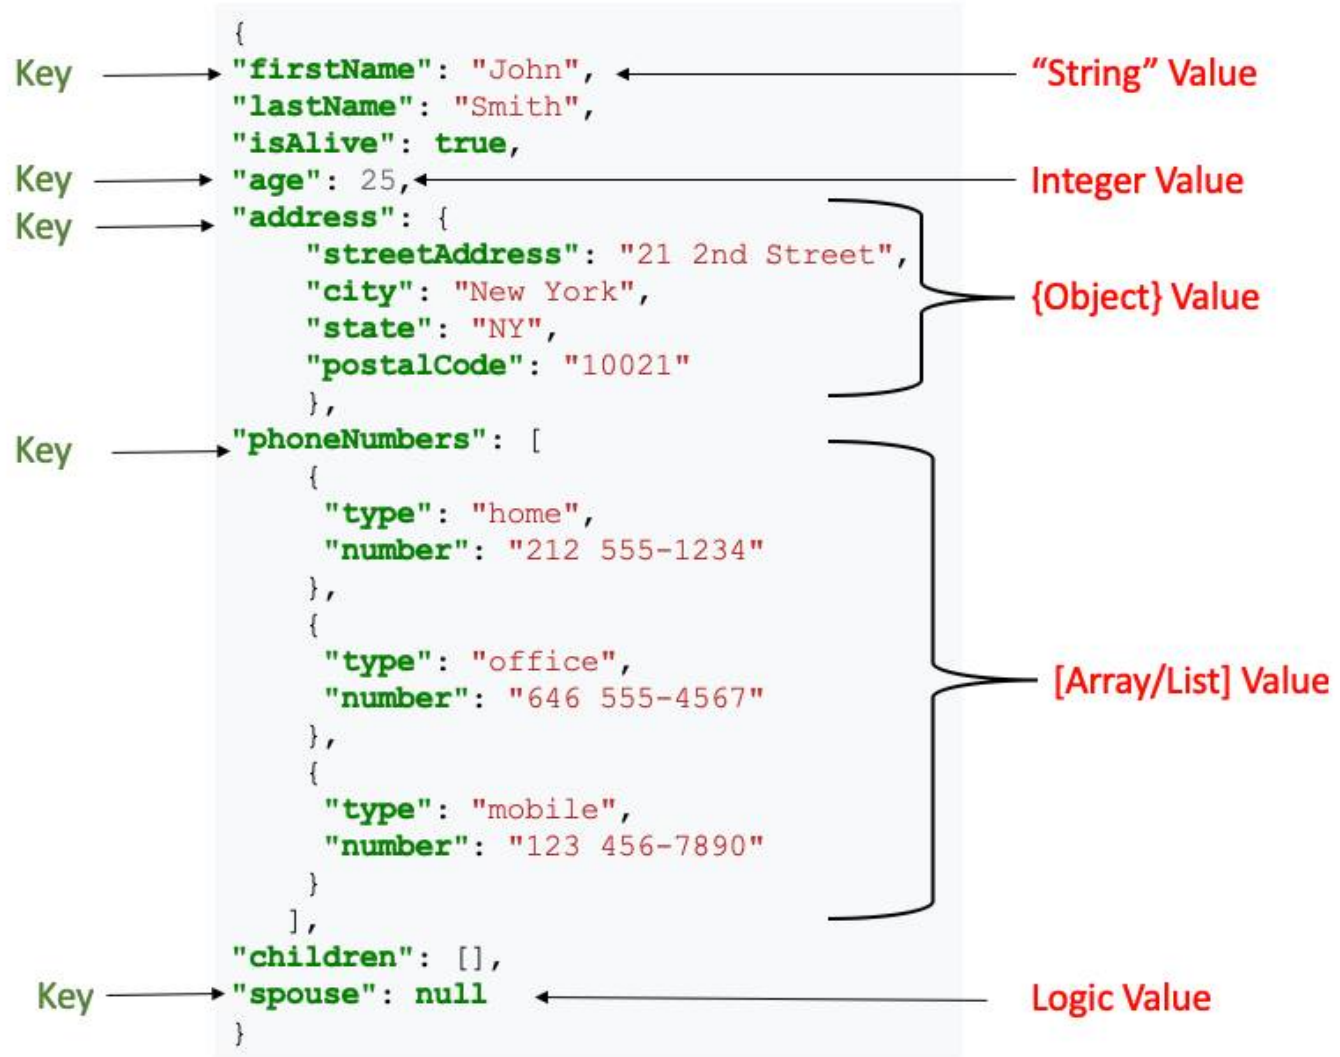 {
Key "firstName": "John", “String” Value
"lastName": "Smith",
"isAlive": true,
Key "age": 25, Integer Value
Key "address": {
"streetAddress": "21 2nd Street",
"city": "New York", {Object} Value
"state": "NY",
"postalCode": "10021"
},
Key "phoneNumbers": [
{
"type": "home",
"number": "212 555-1234"
},
{
"type": "office",
"number": "646 555-4567" [Array/List] Value
},
{
"type": "mobile",
"number": "123 456-7890"
}
],
"children": [],
Key "spouse": null Logic Value
}